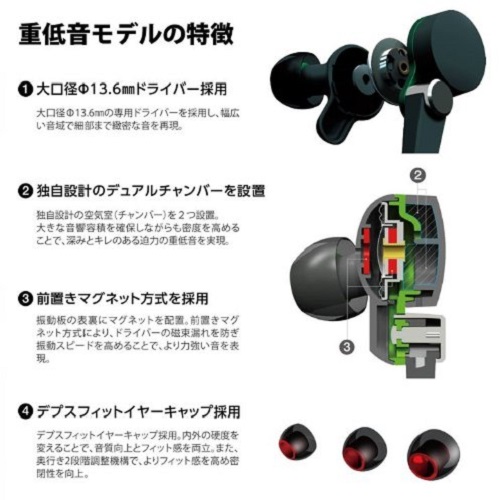 重低音モデルの特徴
❶ 大口径Φ13.6㎜ドライバー採用
大口径Φ13.6㎜の専用ドライバーを採用し、幅広
い音域で細部まで緻密な音を再現。
❷ 独自設計のデュアルチャンバーを設置
独自設計の空気室（チャンバー）を２つ設置。
大きな音響容積を確保しながらも密度を高める
ことで、深みとキレのある迫力の重低音を実現。
❸ 前置きマグネット方式を採用
振動板の表裏にマグネットを配置。前置きマグ
ネット方式により、ドライバーの磁束漏れを防ぎ
振動スピードを高めることで、より力強い音を表
現。
❹ デプスフィットイヤーキャップ採用
デプスフィットイヤーキャップ採用。内外の硬度を
変えることで、音質向上とフィット感を両立。また、
奥行き2段階調整機構で、よりフィット感を高め密
閉性を向上。
❶
❷
❸